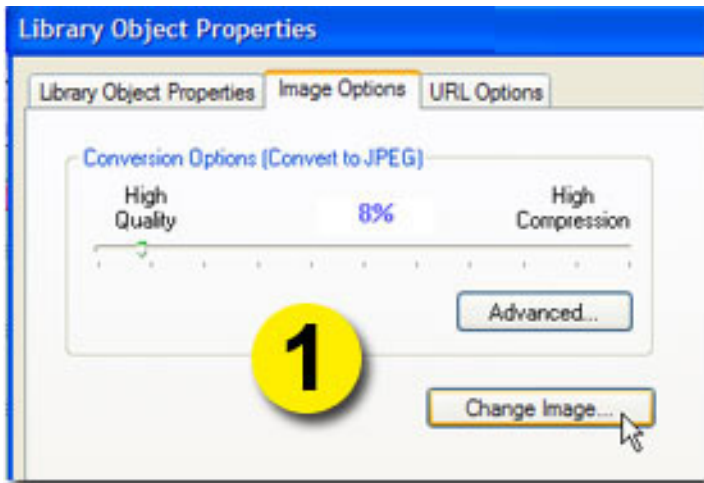 Library Object Properties
Library Object Properties Image Options URL Options
Conversion Options (Convert to JPEG)
High Quality
8%
High Compression
Advanced...
1
Change Image...